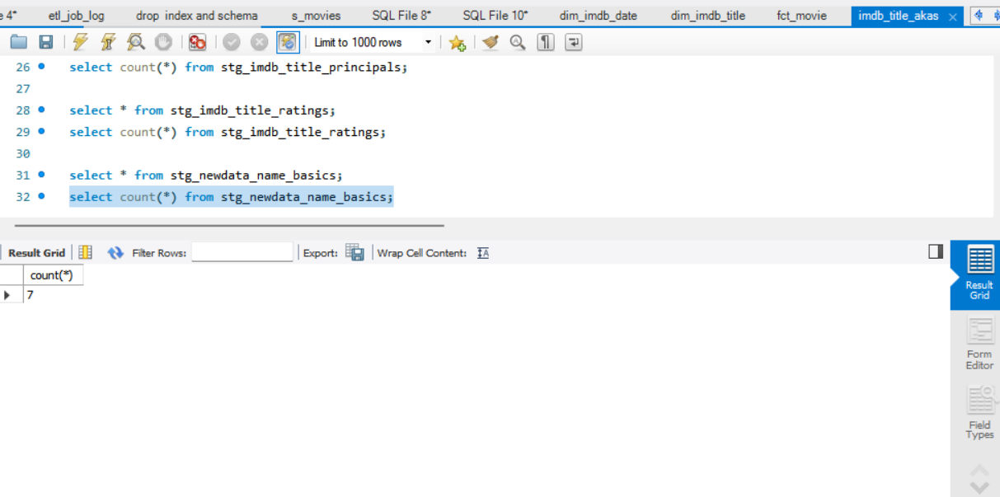 e 4* etl_job_log drop index and schema s_movies SQL File 8* SQL File 10* dim_imdb_date dim_imdb_title fct_movie imdb_title_akas
Limit to 1000 rows
26 select count(*) from stg_imdb_title_principals;
27
28 select * from stg_imdb_title_ratings;
29 select count(*) from stg_imdb_title_ratings;
30
31 select * from stg_newdata_name_basics;
32 select count(*) from stg_newdata_name_basics;
Result Grid Filter Rows: Export: Wrap Cell Content: IA
count(*)
7
Result
Grid
Form
Editor
Field
Types